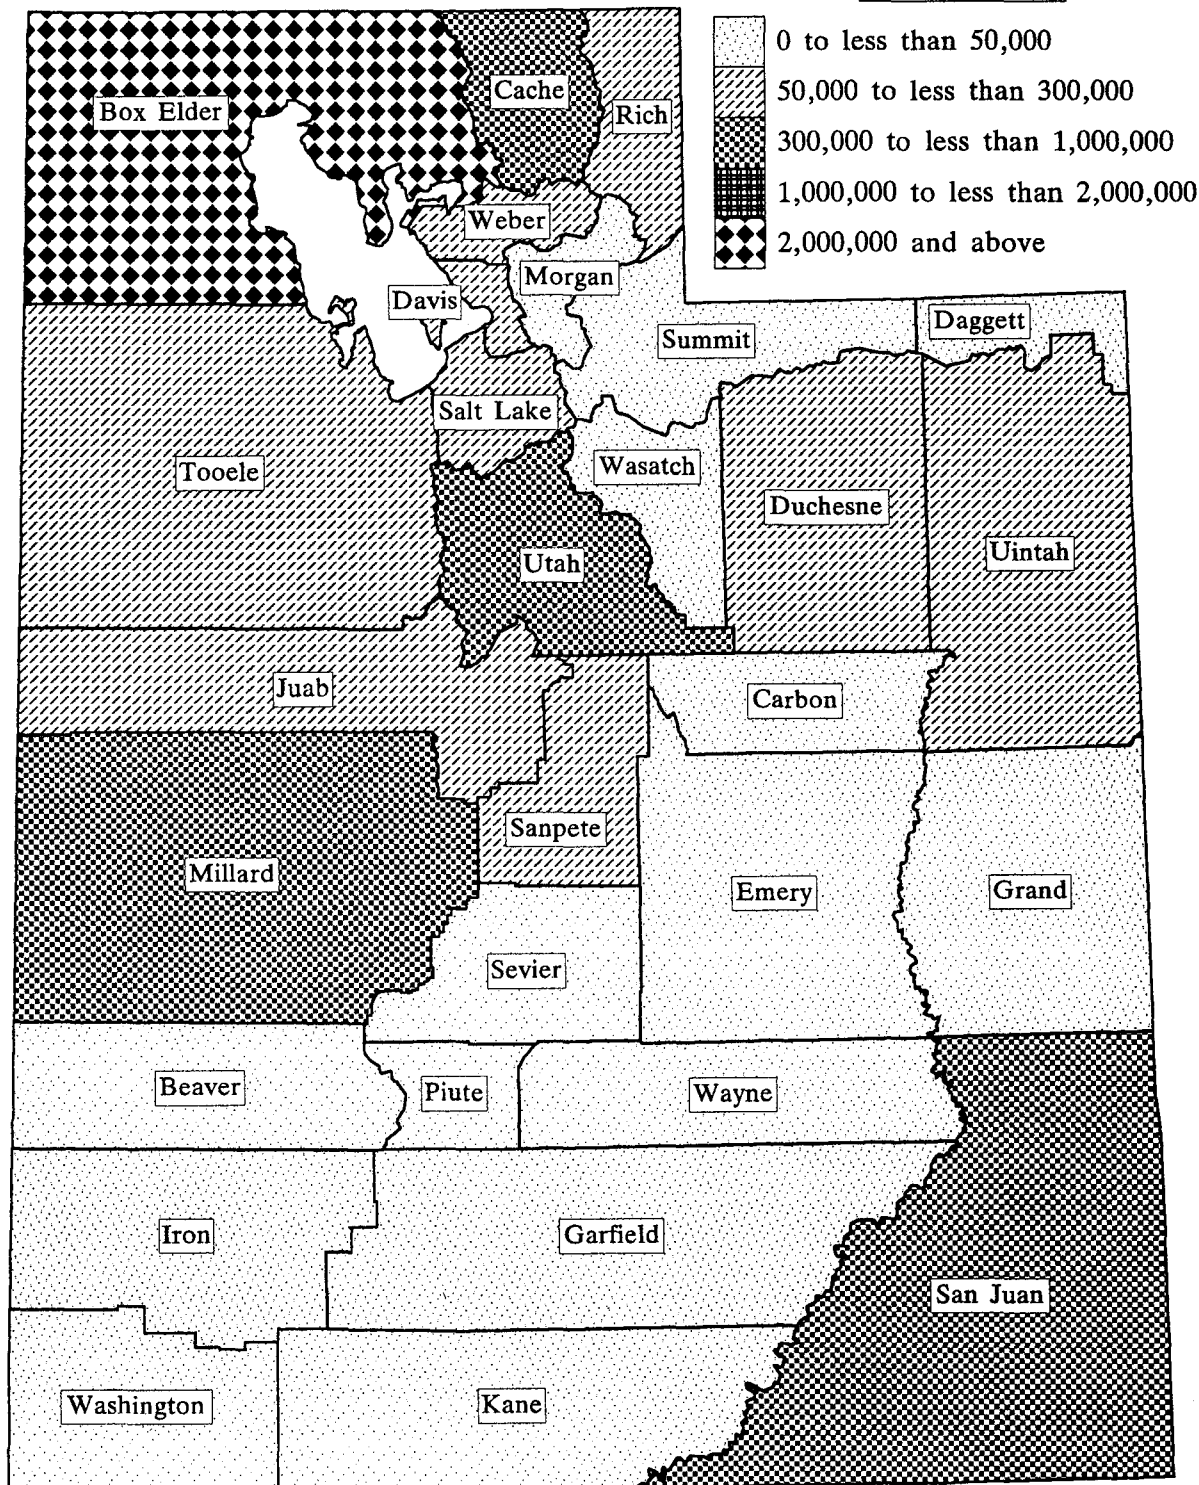 0 to less than 50,000
50,000 to less than 300,000
300,000 to less than 1,000,000
1,000,000 to less than 2,000,000
2,000,000 and above
Box Elder
Cache
Rich
Weber
Morgan
Davis
Summit
Daggett
Salt Lake
Tooele
Wasatch
Duchesne
Uintah
Utah
Juab
Carbon
Sanpete
Millard
Emery
Grand
Sevier
Beaver
Piute
Wayne
Iron
Garfield
San Juan
Washington
Kane